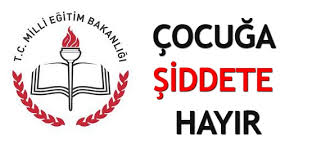 T.C. MİLLİ EĞİTİM BAKANLIĞI
ÇOCUĞA
ŞİDDETE
HAYIR